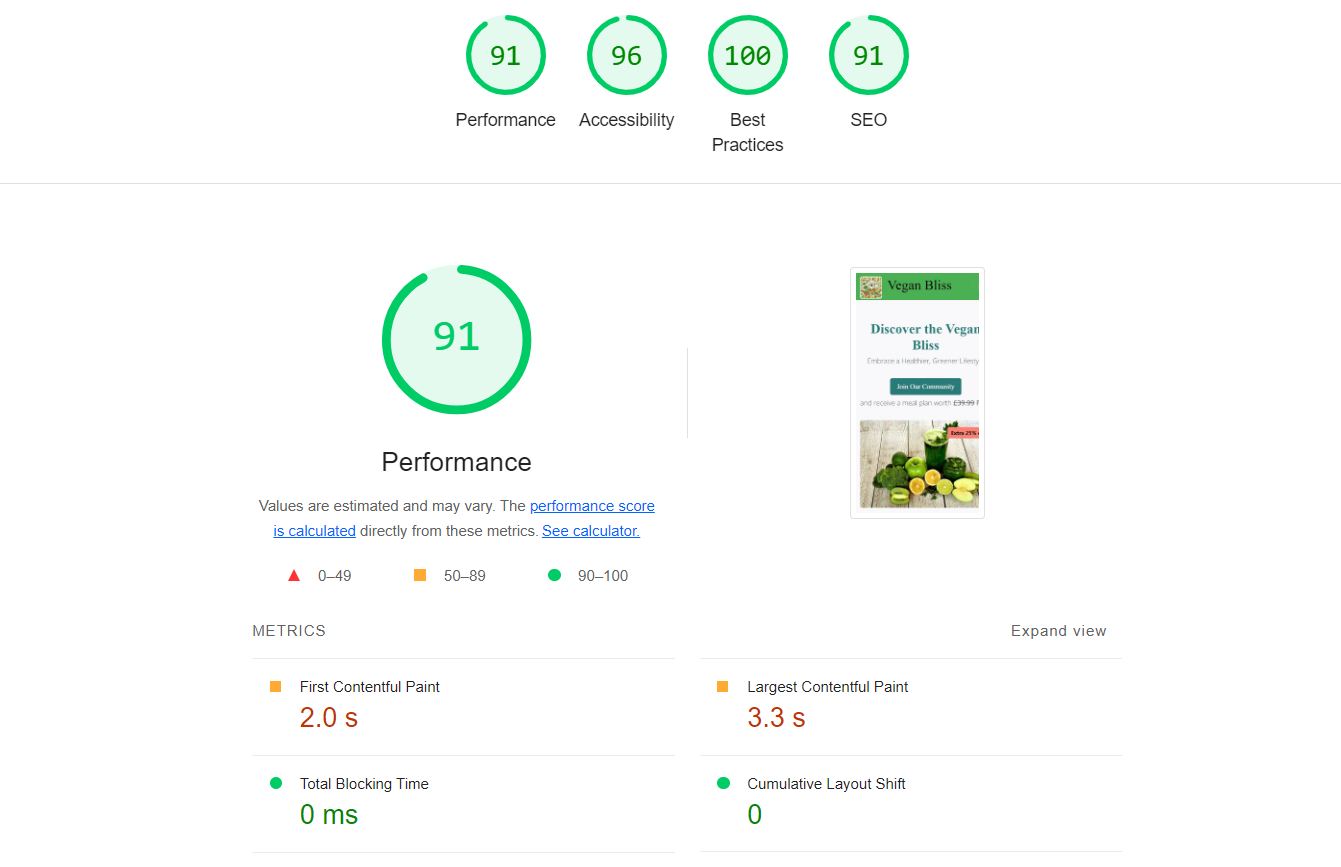 91
96
100
91
Performance
Accessibility
Best
Practices
SEO
91
Performance
Values are estimated and may vary. The performance score
is calculated directly from these metrics. See calculator.
0–49
50–89
90–100
Vegan Bliss
Discover the Vegan
Bliss
Embrace a Healthier, Greener Lifesty
Join Our Community
and receive a meal plan worth £39.99
Extra 25%
METRICS
Expand view
First Contentful Paint
2.0 s
Largest Contentful Paint
3.3 s
Total Blocking Time
0 ms
Cumulative Layout Shift
0